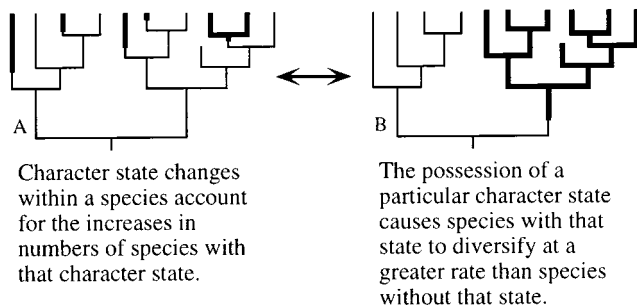 A
B
Character state changes
within a species account
for the increases in
numbers of species with
that character state.
The possession of a
particular character state
causes species with that
state to diversify at a
greater rate than species
without that state.